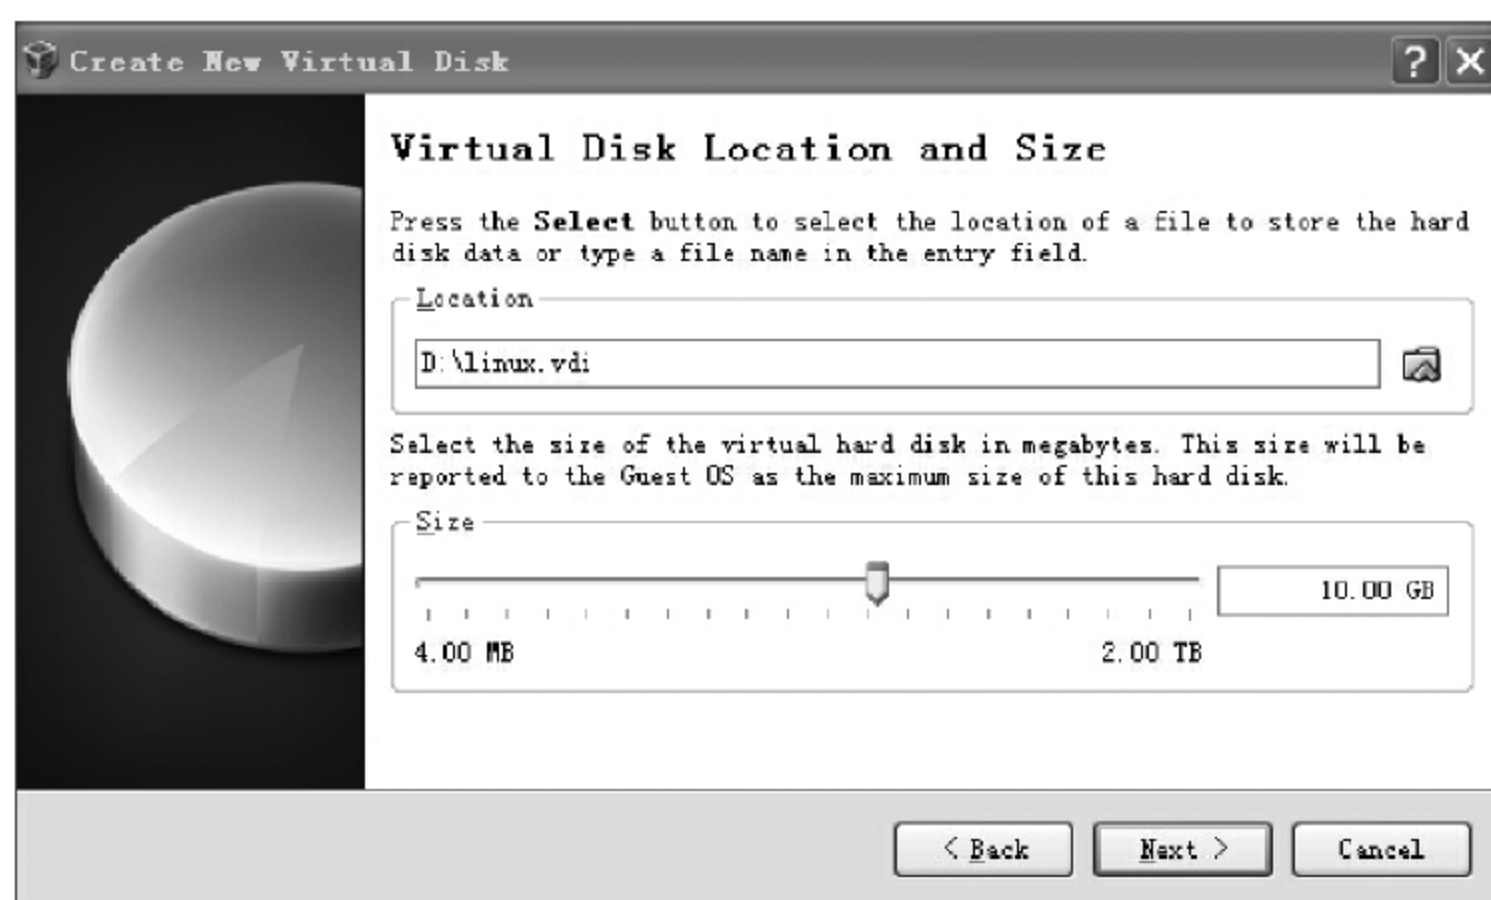 Create New Virtual Disk
Virtual Disk Location and Size
Press the Select button to select the location of a file to store the hard
disk data or type a file name in the entry field.
Location
D:\linux.vdi
Select the size of the virtual hard disk in megabytes. This size will be
reported to the Guest OS as the maximum size of this hard disk.
Size
10.00 GB
4.00 MB 2.00 TB
< Back Next > Cancel